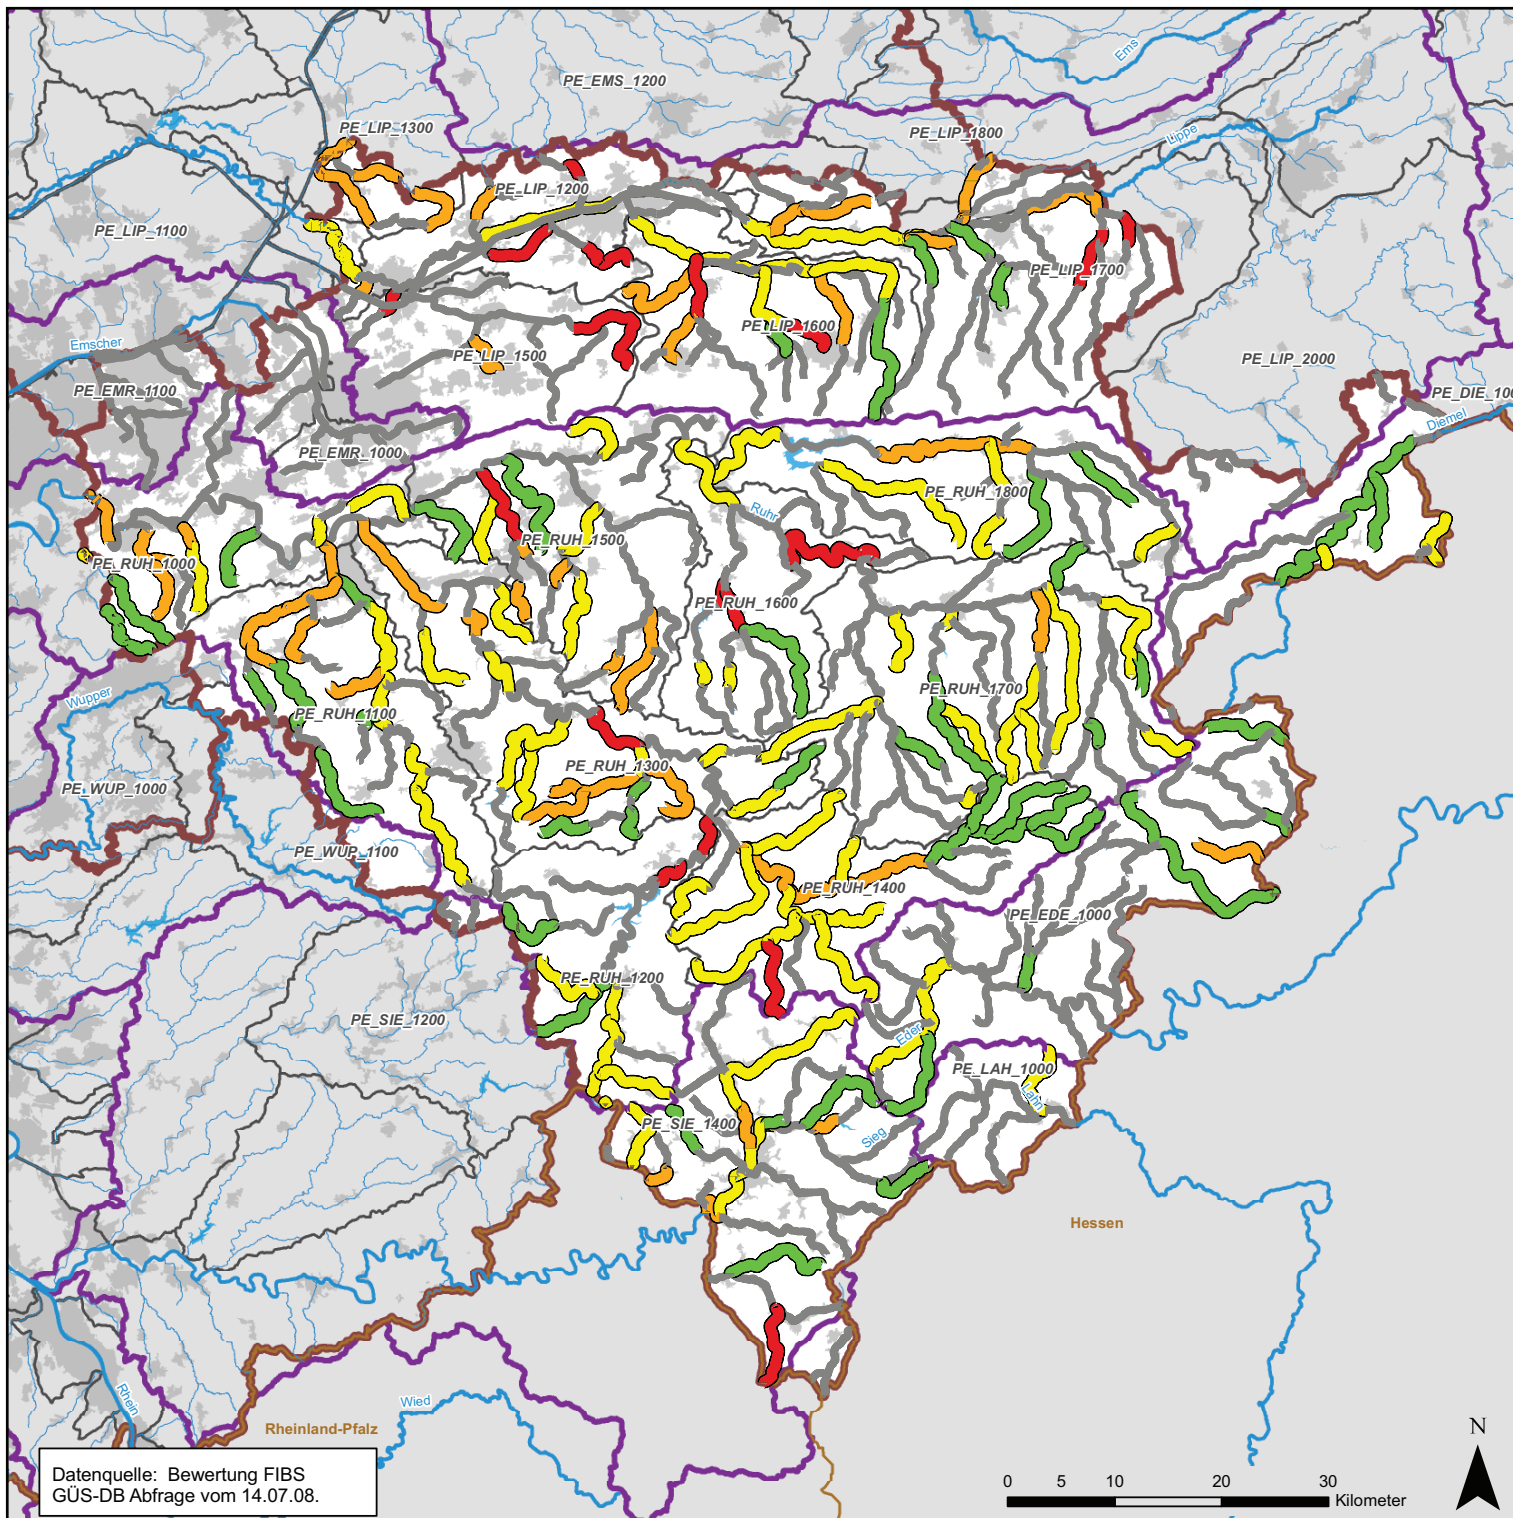 Ems
PE_EMS_1200
PE_LIP_1300
PE_LIP_1800
Lippe
PE_LIP_1200
PE_LIP_1100
PE_LIP_1700
PE_LIP_1600
Emscher
PE_LIP_1500
PE_LIP_2000
PE_EMR_1100
PE_DIE_100
Diemel
PE_EMR_1000
PE_RUH_1800
Ruhr
PE_RUH_1500
PE_RUH_1000
PE_RUH_1600
Wupper
PE_RUH_1700
PE_RUH_1100
PE_RUH_1300
PE_WUP_1000
PE_WUP_1100
PE_RUH_1400
PE_EDE_1000
PE_RUH_1200
PE_SIE_1200
Eder
PE_LAH_1000
Lahn
PE_SIE_1400
Sieg
Hessen
Rhein
Wied
Rheinland-Pfalz
N
Datenquelle: Bewertung FIBS
GÜS-DB Abfrage vom 14.07.08.
0 5 10 20 30
Kilometer